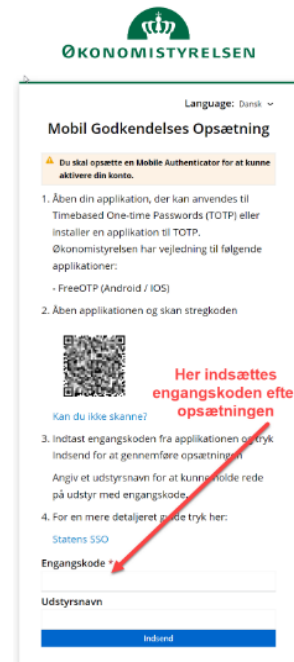 ØKONOMISTYRELSEN
Language: Dansk
Mobil Godkendelses Opsætning
Du skal opsætte en Mobile Authenticator for at kunne
aktivere din konto.
1. Åben din applikation, der kan anvendes til
Timebased One-time Passwords (TOTP) eller
installer en applikation til TOTP.
Økonomistyrelsen har vejledning til følgende
applikationer:
- FreeOTP (Android / IOS)
2. Åben applikationen og skan stregkoden
Her indsættes
engangskoden efte
opsætningen
Kan du ikke skanne?
3. Indtast engangskoden fra applikationen og tryk
Indsend for at gennemføre opsætningen
Angiv et udstyrsnavn for at kunne holde rede
på udstyr med engangskode.
4. For en mere detaljeret guide tryk her:
Statens SSO
Engangskode *
Udstyrsnavn
Indsend